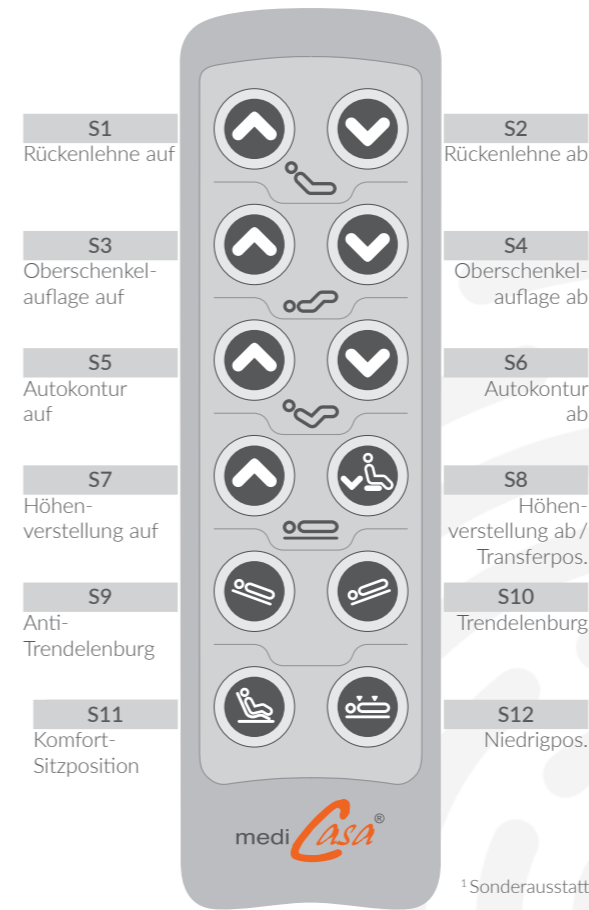 S1
Rückenlehne auf
S2
Rückenlehne ab
S3
Oberschenkel-
auflage auf
S4
Oberschenkel-
auflage ab
S5
Autokontur
auf
S6
Autokontur
ab
S7
Höhen-
verstellung auf
S8
Höhen-
verstellung ab /
Transferpos.
S9
Anti-
Trendelenburg
S10
Trendelenburg
S11
Komfort-
Sitzposition
S12
Niedrigpos.
medi Casa®
¹ Sonderausstatt